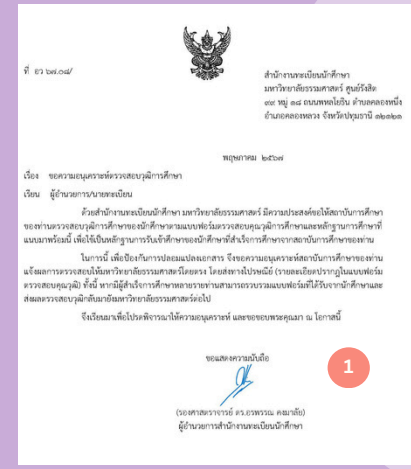 ที่ อว ๖๗.๐๘/
สำนักงานทะเบียนนักศึกษา
มหาวิทยาลัยธรรมศาสตร์ ศูนย์รังสิต
๙๙ หมู่ ๑๘ ถนนพหลโยธิน ตำบลคลองหนึ่ง
อำเภอคลองหลวง จังหวัดปทุมธานี ๑๒๑๒๑
พฤษภาคม ๒๕๖๗
เรื่อง ขอความอนุเคราะห์ตรวจสอบวุฒิการศึกษา
เรียน ผู้อำนวยการ/นายทะเบียน
ด้วยสำนักงานทะเบียนนักศึกษา มหาวิทยาลัยธรรมศาสตร์ มีความประสงค์ขอให้สถาบันการศึกษา
ของท่านตรวจสอบวุฒิการศึกษาของนักศึกษาตามแบบฟอร์มตรวจสอบคุณวุฒิการศึกษาและหลักฐานการศึกษาที่
แนบมาพร้อมนี้ เพื่อใช้เป็นหลักฐานการรับเข้าศึกษาของนักศึกษาที่สำเร็จการศึกษาจากสถาบันการศึกษาของท่าน
ในการนี้ เพื่อป้องกันการปลอมแปลงเอกสาร จึงขอความอนุเคราะห์สถาบันการศึกษาของท่าน
แจ้งผลการตรวจสอบให้มหาวิทยาลัยธรรมศาสตร์โดยตรง โดยส่งทางไปรษณีย์ (รายละเอียดปรากฏในแบบฟอร์ม
ตรวจสอบคุณวุฒิ) ทั้งนี้ หากมีผู้สำเร็จการศึกษาหลายรายท่านสามารถรวบรวมแบบฟอร์มที่ได้รับจากนักศึกษาและ
ส่งผลตรวจสอบวุฒิกลับมายังมหาวิทยาลัยธรรมศาสตร์ต่อไป
จึงเรียนมาเพื่อโปรดพิจารณาให้ความอนุเคราะห์ และขอขอบพระคุณมา ณ โอกาสนี้
ขอแสดงความนับถือ
1
(รองศาสตราจารย์ ดร.อรพรรณ คงมาลัย)
ผู้อำนวยการสำนักงานทะเบียนนักศึกษา